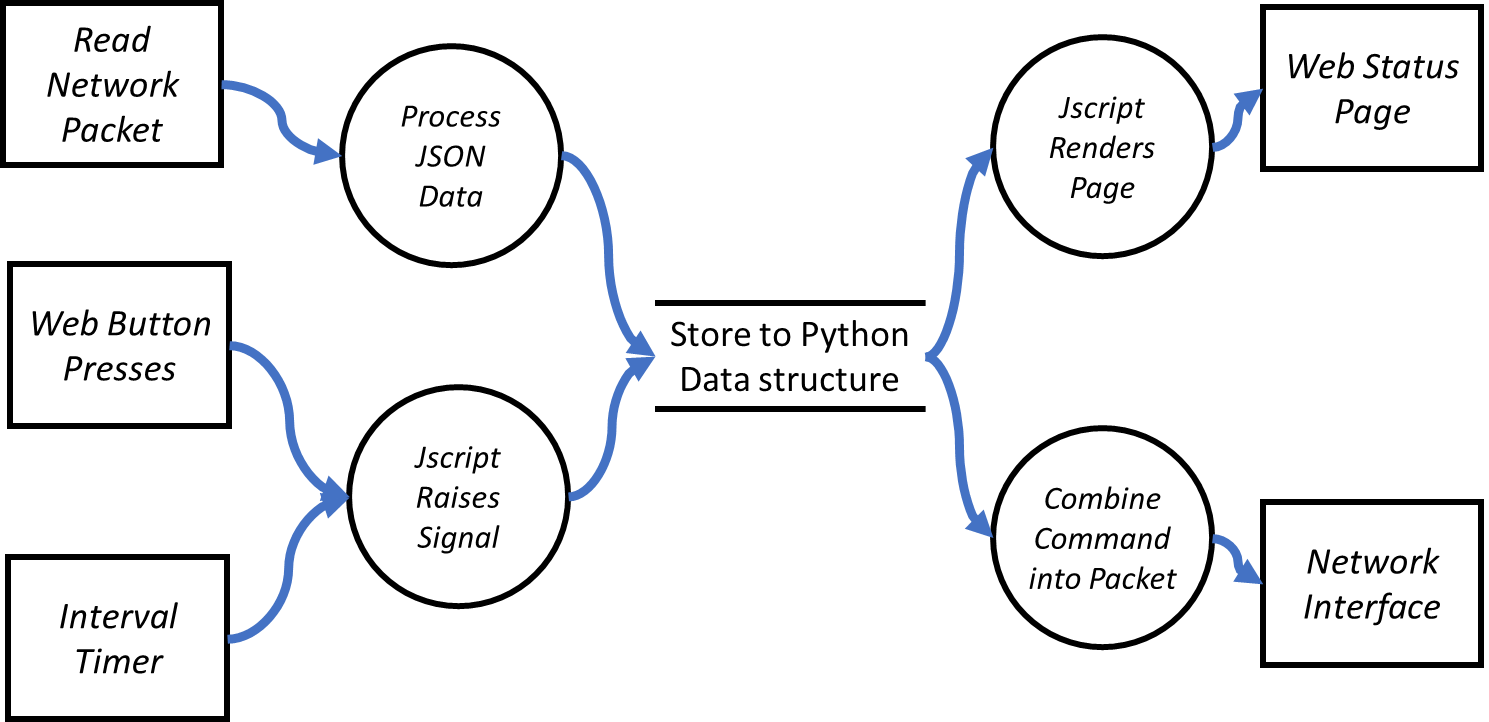 Read
Network
Packet
Process
JSON
Data
Web Button
Presses
Interval
Timer
Jscript
Raises
Signal
Store to Python
Data structure
Jscript
Renders
Page
Web Status
Page
Combine
Command
into Packet
Network
Interface